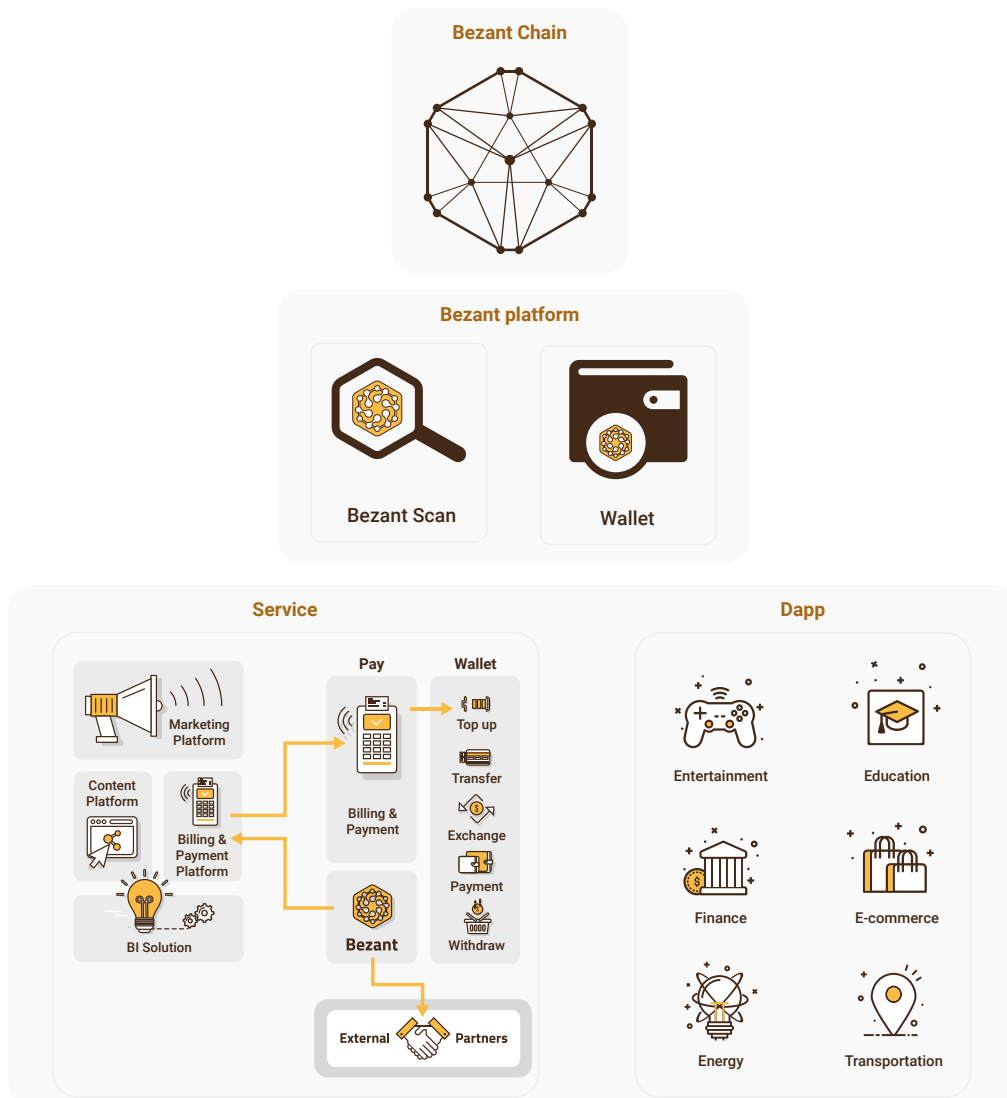 Bezant Chain
Bezant platform
Bezant Scan
Wallet
Service
Marketing
Platform
Content
Platform
Billing &
Payment
Platform
BI Solution
Pay
Billing &
Payment
Bezant
Wallet
Top up
Transfer
Exchange
Payment
Withdraw
External
Partners
Dapp
Entertainment
Education
Finance
E-commerce
Energy
Transportation